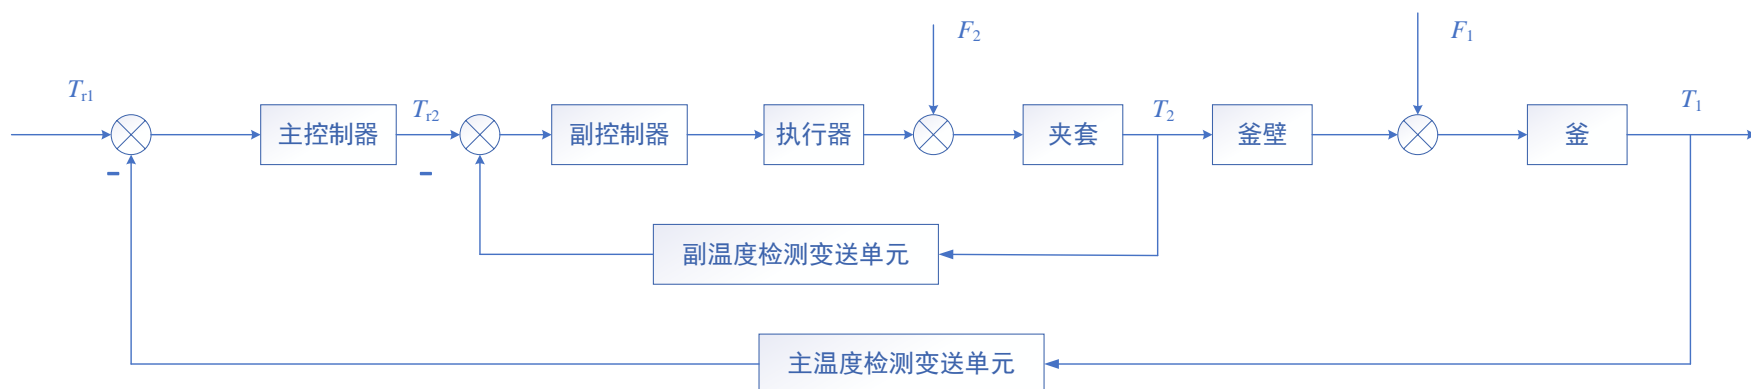 F2
F1
Tr1
主控制器
Tr2
副控制器
执行器
夹套
T2
釜壁
釜
T1
-
-
副温度检测变送单元
主温度检测变送单元